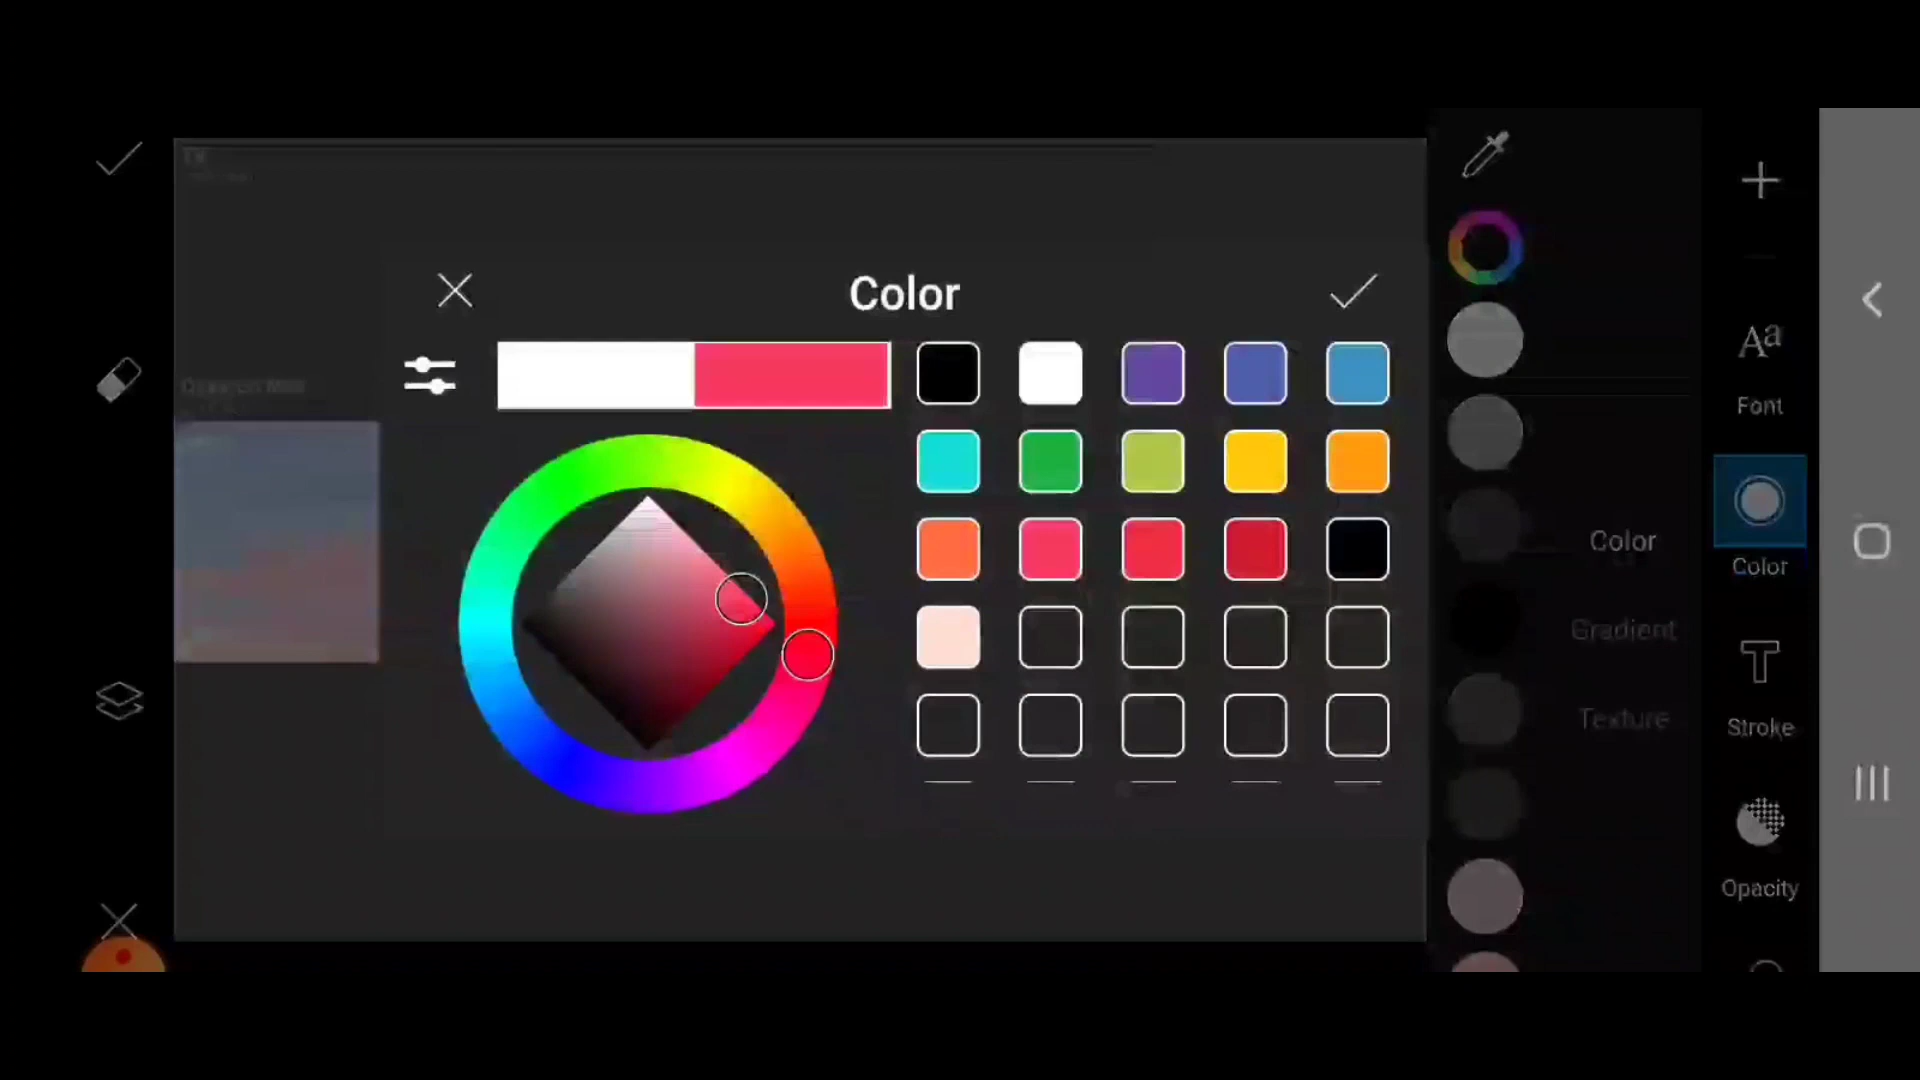 Color
Font
Color
Color
Gradient
Texture
Stroke
Opacity